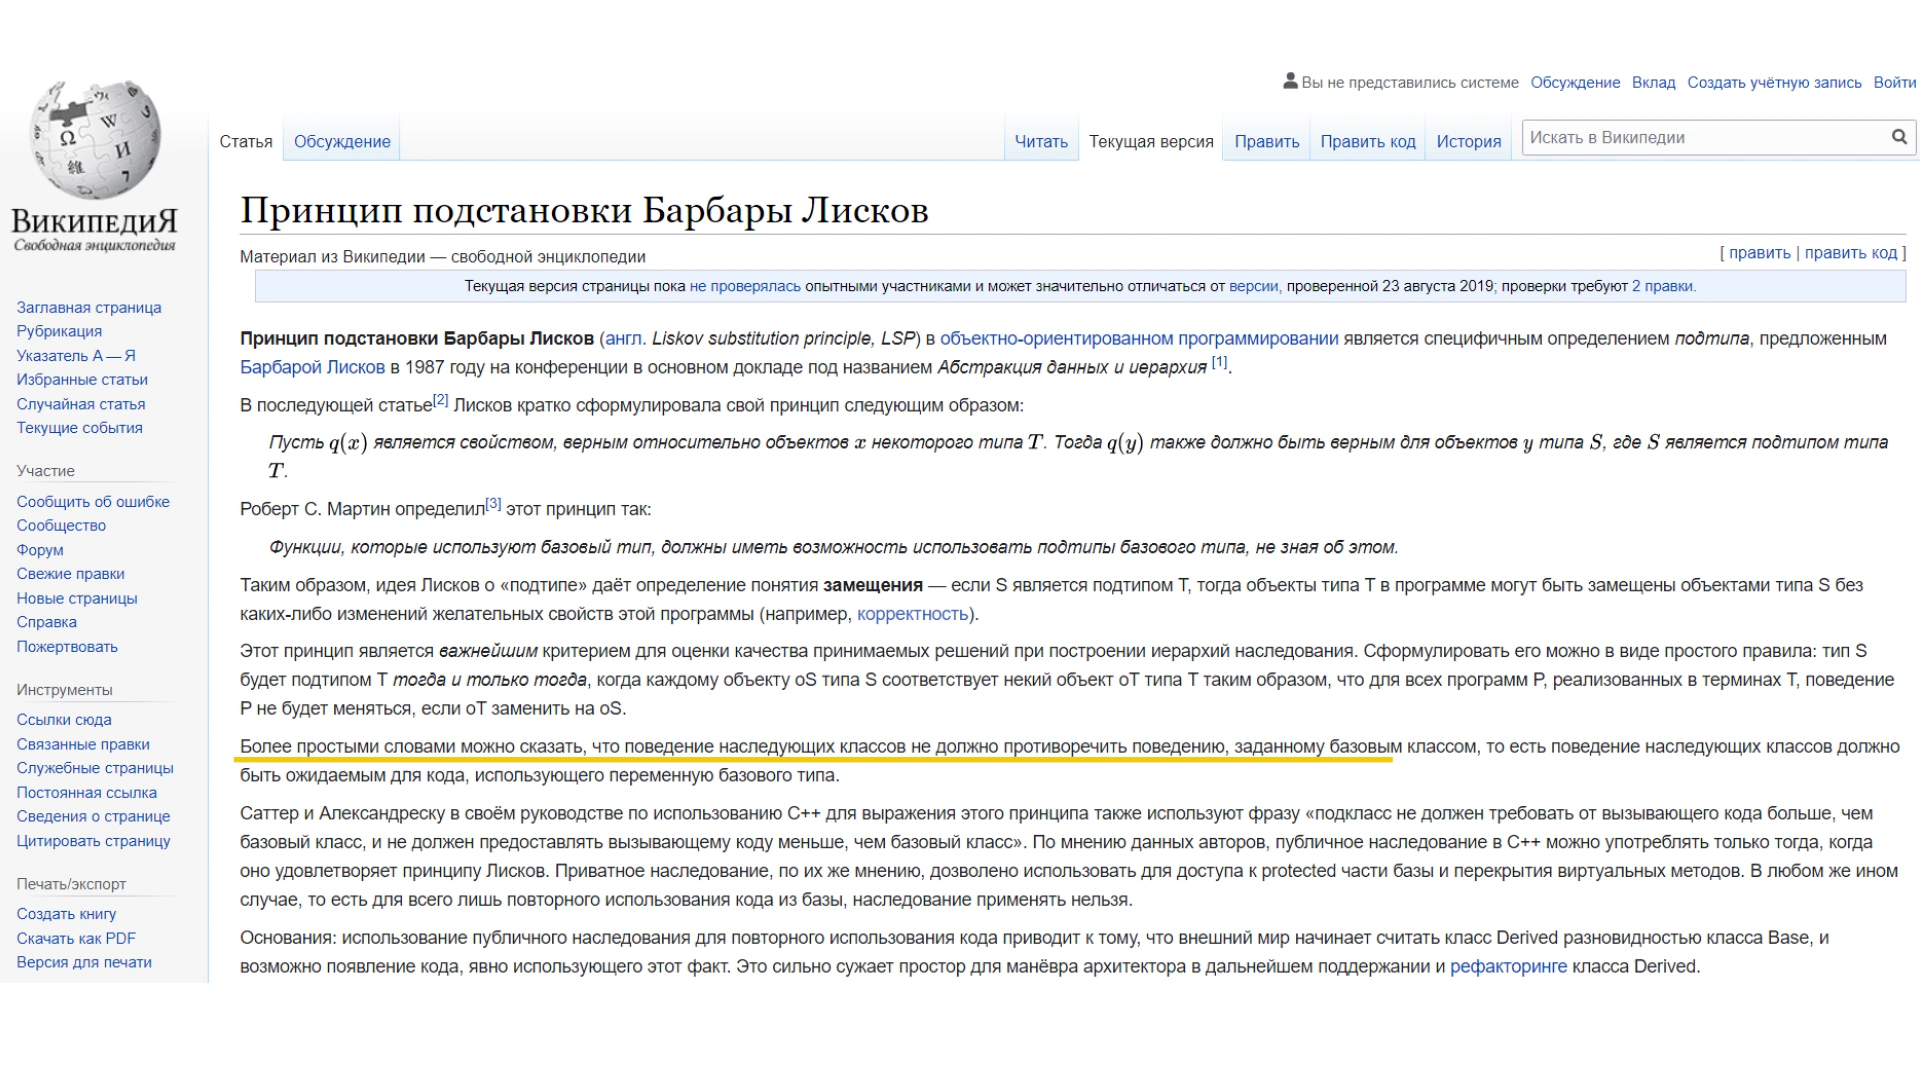 Вы не представились системе Обсуждение Вклад Создать учётную запись Войти
Статья Обсуждение Читать Текущая версия Править Править код История Искать в Википедии
Ω W И 維 7
ВикипедиЯ
Свободная энциклопедия
Заглавная страница
Рубрикация
Указатель А — Я
Избранные статьи
Случайная статья
Текущие события
Участие
Сообщить об ошибке
Сообщество
Форум
Свежие правки
Новые страницы
Справка
Пожертвовать
Инструменты
Ссылки сюда
Связанные правки
Служебные страницы
Постоянная ссылка
Сведения о странице
Цитировать страницу
Печать/экспорт
Создать книгу
Скачать как PDF
Версия для печати
Принцип подстановки Барбары Лисков
Материал из Википедии — свободной энциклопедии
[ править | править код ]
Текущая версия страницы пока не проверялась опытными участниками и может значительно отличаться от версии, проверенной 23 августа 2019; проверки требуют 2 правки.
Принцип подстановки Барбары Лисков (англ. Liskov substitution principle, LSP) в объектно-ориентированном программировании является специфичным определением подтипа, предложенным
Барбарой Лисков в 1987 году на конференции в основном докладе под названием Абстракция данных и иерархия [1].
В последующей статье[2] Лисков кратко сформулировала свой принцип следующим образом:
Пусть q(x) является свойством, верным относительно объектов x некоторого типа T. Тогда q(y) также должно быть верным для объектов y типа S, где S является подтипом типа
T.
Роберт С. Мартин определил[3] этот принцип так:
Функции, которые используют базовый тип, должны иметь возможность использовать подтипы базового типа, не зная об этом.
Таким образом, идея Лисков о «подтипе» даёт определение понятия замещения — если S является подтипом T, тогда объекты типа T в программе могут быть замещены объектами типа S без
каких-либо изменений желательных свойств этой программы (например, корректность).
Этот принцип является важнейшим критерием для оценки качества принимаемых решений при построении иерархий наследования. Сформулировать его можно в виде простого правила: тип S
будет подтипом T тогда и только тогда, когда каждому объекту oS типа S соответствует некий объект oT типа T таким образом, что для всех программ P, реализованных в терминах T, поведение
P не будет меняться, если oT заменить на oS.
Более простыми словами можно сказать, что поведение наследующих классов не должно противоречить поведению, заданному базовым классом, то есть поведение наследующих классов должно
быть ожидаемым для кода, использующего переменную базового типа.
Саттер и Александреску в своём руководстве по использованию C++ для выражения этого принципа также используют фразу «подкласс не должен требовать от вызывающего кода больше, чем
базовый класс, и не должен предоставлять вызывающему коду меньше, чем базовый класс». По мнению данных авторов, публичное наследование в C++ можно употреблять только тогда, когда
оно удовлетворяет принципу Лисков. Приватное наследование, по их же мнению, дозволено использовать для доступа к protected части базы и перекрытия виртуальных методов. В любом же ином
случае, то есть для всего лишь повторного использования кода из базы, наследование применять нельзя.
Основания: использование публичного наследования для повторного использования кода приводит к тому, что внешний мир начинает считать класс Derived разновидностью класса Base, и
возможно появление кода, явно использующего этот факт. Это сильно сужает простор для манёвра архитектора в дальнейшем поддержании и рефакторинге класса Derived.